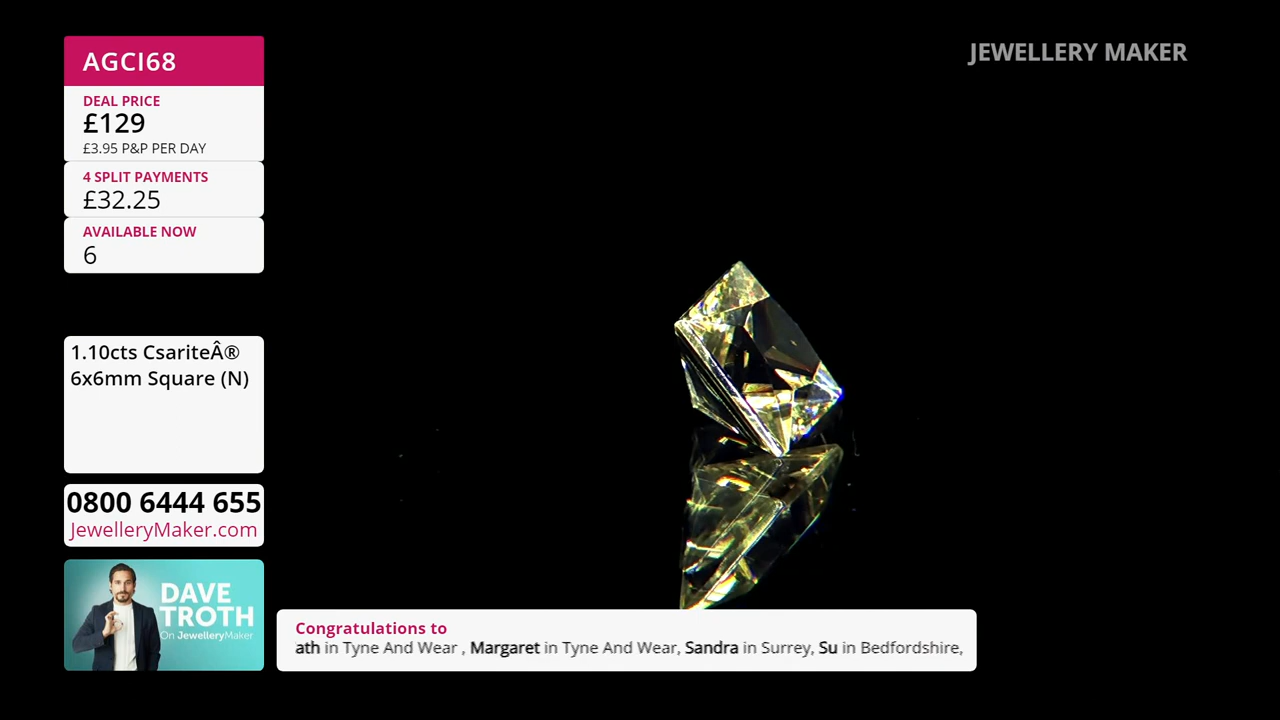 AGCI68
DEAL PRICE
£129
£3.95 P&P PER DAY
4 SPLIT PAYMENTS
£32.25
AVAILABLE NOW
6
1.10cts CsariteÂ®
6x6mm Square (N)
0800 6444 655
JewelleryMaker.com
DAVE
TROTH
On JewelleryMaker
JEWELLERY MAKER
Congratulations to
ath in Tyne And Wear , Margaret in Tyne And Wear, Sandra in Surrey, Su in Bedfordshire,